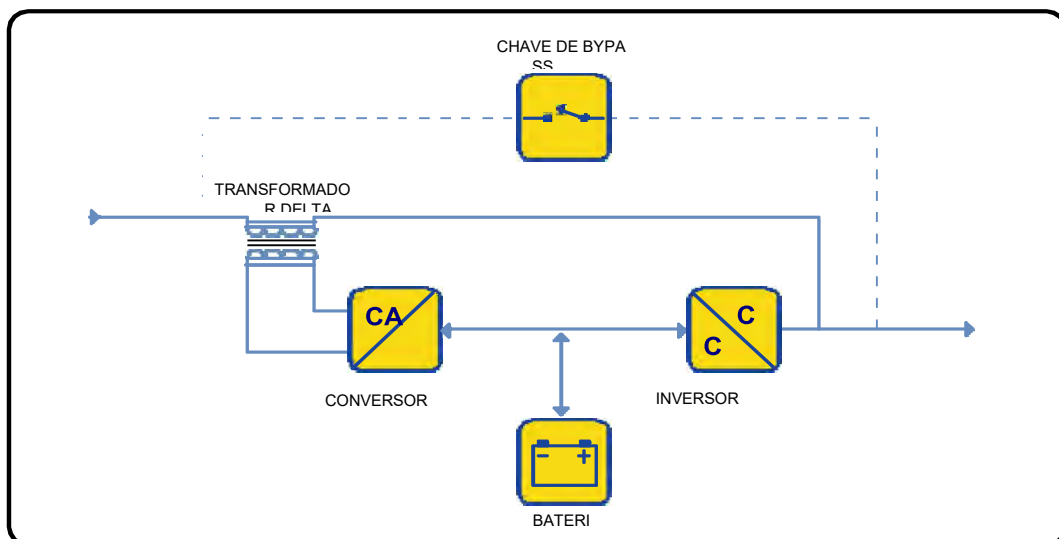 CHAVE DE BYPA
SS
TRANSFORMADO
R DELTA
CA
C
C
CONVERSOR
INVERSOR
- +
BATERI